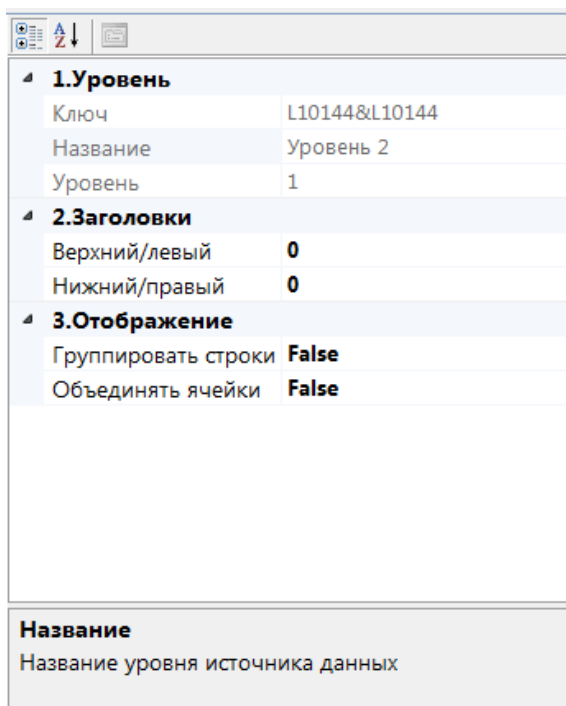 1.Уровень
Ключ L10144&L10144
Название Уровень 2
Уровень 1
2.Заголовки
Верхний/левый 0
Нижний/правый 0
3.Отображение
Группировать строки False
Объединять ячейки False
Название
Название уровня источника данных